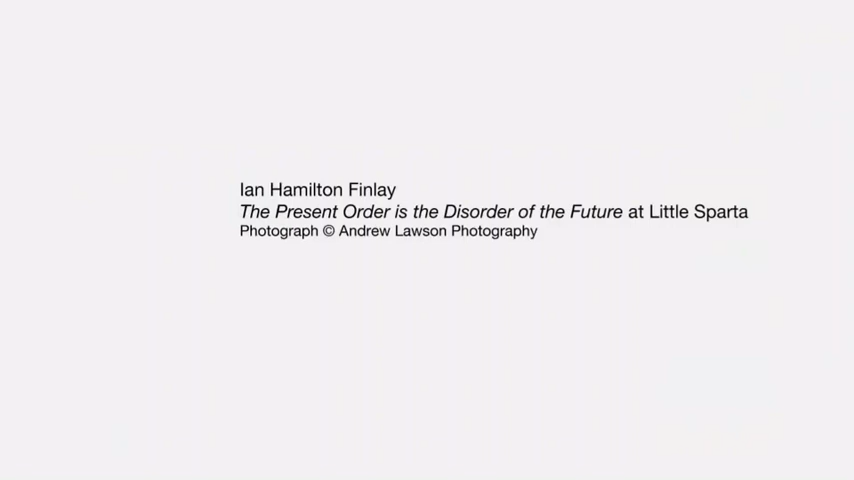 Ian Hamilton Finlay
The Present Order is the Disorder of the Future at Little Sparta
Photograph © Andrew Lawson Photography